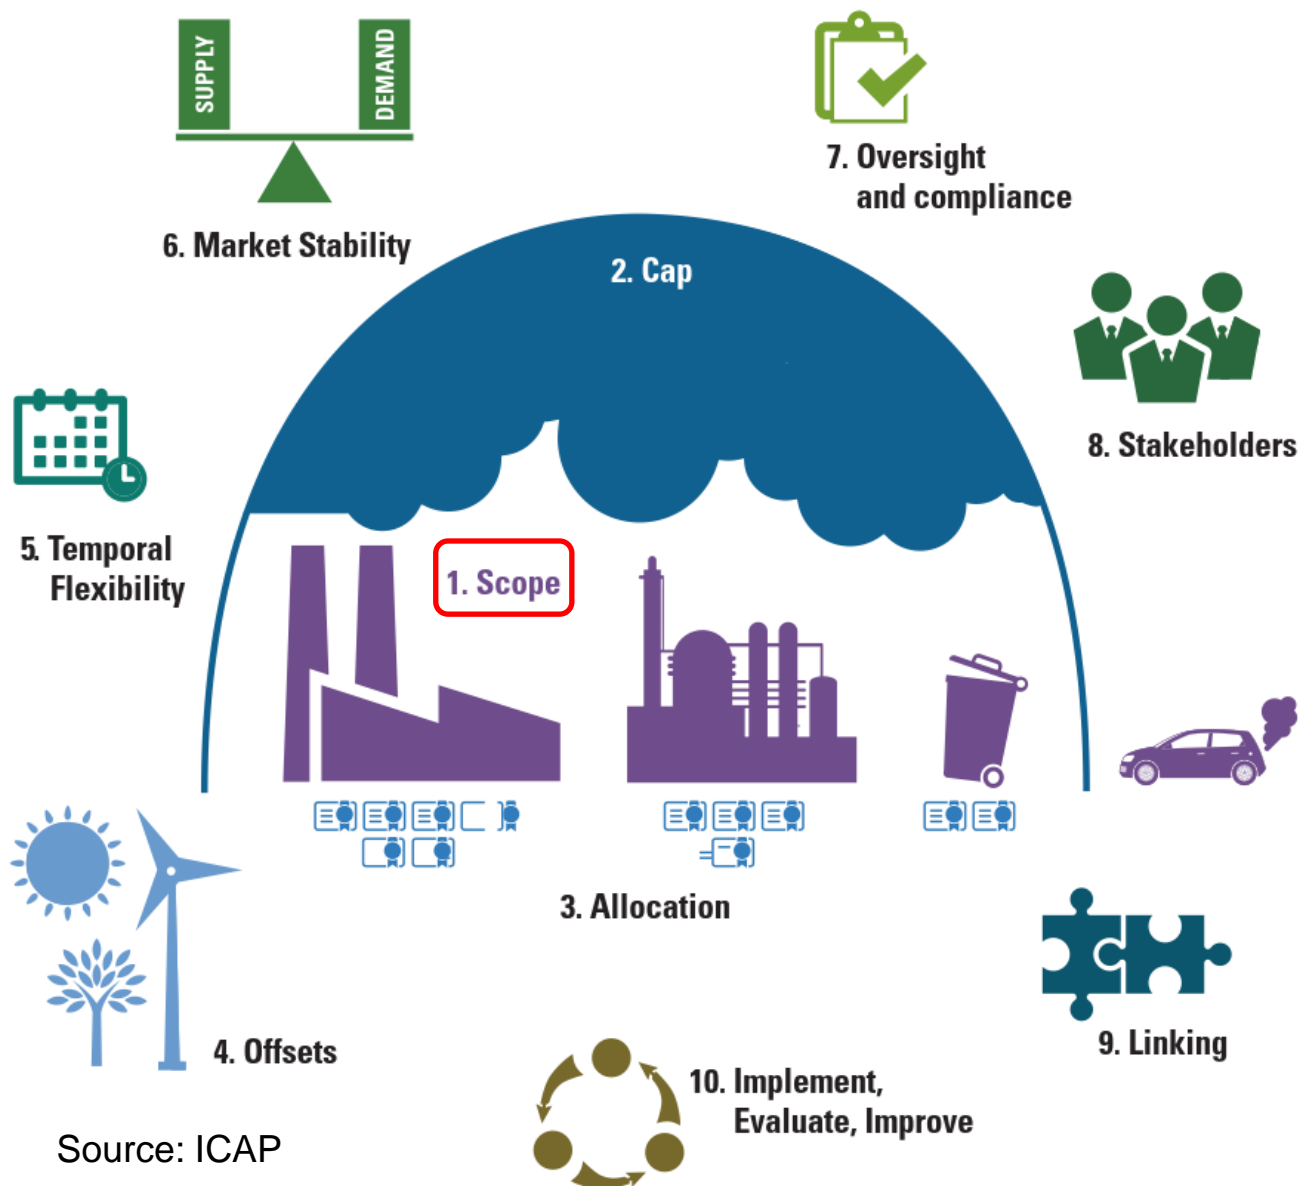 SUPPLY
DEMAND
6. Market Stability
7. Oversight
and compliance
2. Cap
8. Stakeholders
5. Temporal
Flexibility
1. Scope
3. Allocation
4. Offsets
9. Linking
10. Implement,
Evaluate, Improve
Source: ICAP